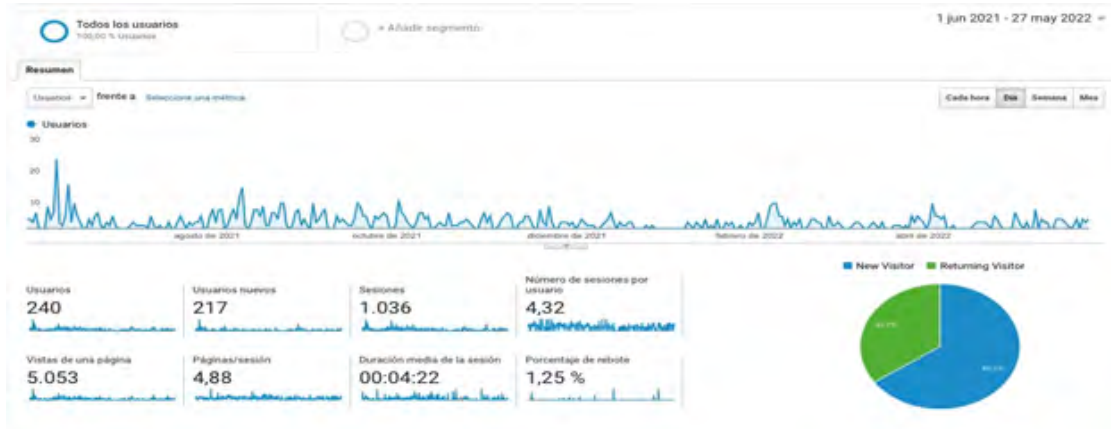 Todos los usuarios
100,00 % Usuarios
+ Añadir segmento
1 jun 2021 - 27 may 2022
Resumen
Usuarios frente a Seleccione una métrica
Cada hora Día Semana Mes
Usuarios
30
20
10
agosto de 2021 octubre de 2021 diciembre de 2021 febrero de 2022 abril de 2022
New Visitor Returning Visitor
Usuarios
240
Usuarios nuevos
217
Sesiones
1.036
Número de sesiones por
usuario
4,32
Vistas de una página
5.053
Páginas/sesión
4,88
Duración media de la sesión
00:04:22
Porcentaje de rebote
1,25 %